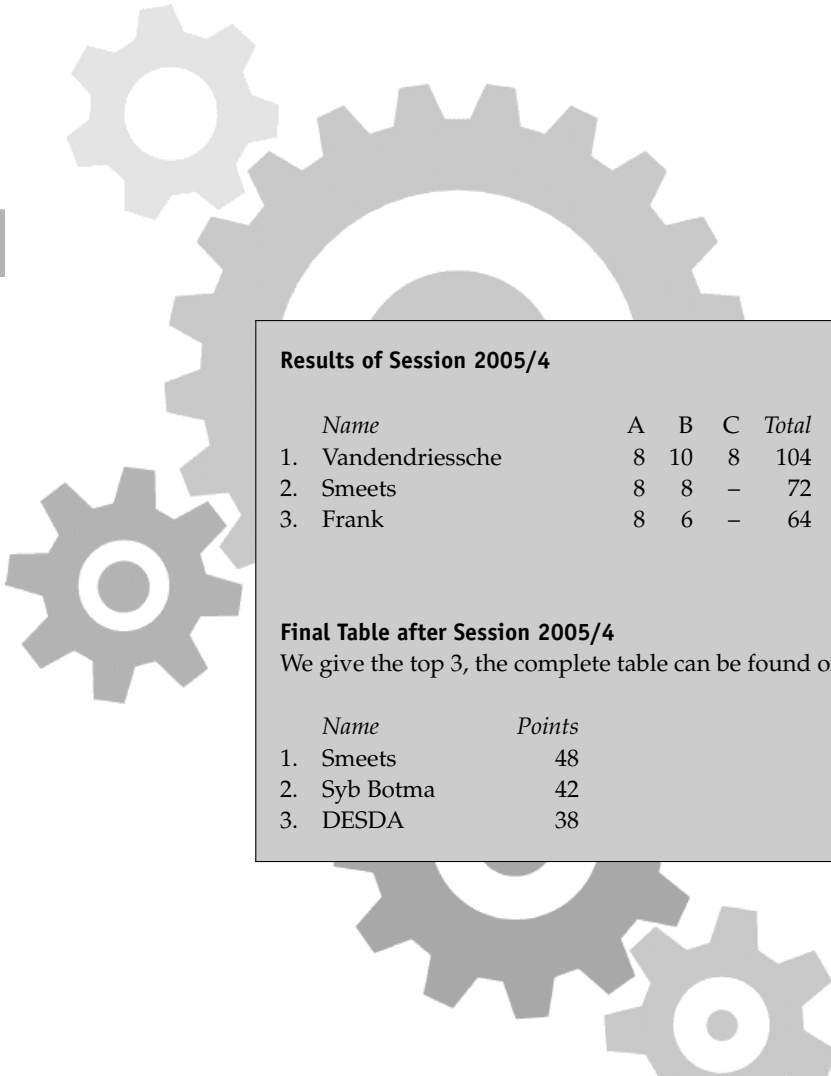 Results of Session 2005/4
Name A B C Total
1. Vandendriessche 8 10 8 104
2. Smeets 8 8 – 72
3. Frank 8 6 – 64
Final Table after Session 2005/4
We give the top 3, the complete table can be found
Name Points
1. Smeets 48
2. Syb Botma 42
3. DESDA 38